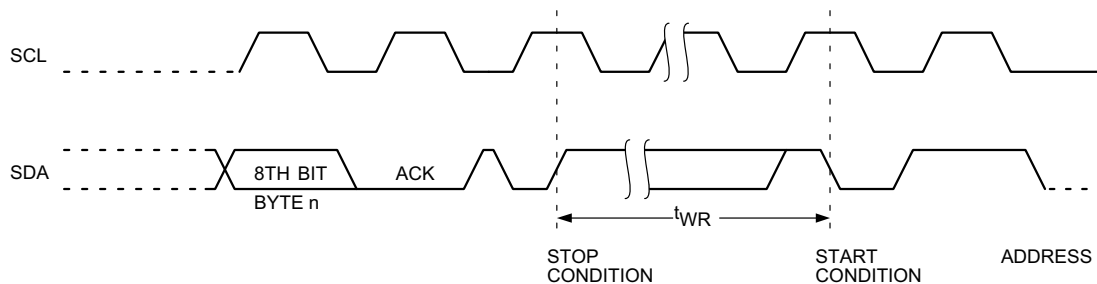 SCL
SDA
8TH BIT
ACK
BYTE n
tWR
STOP
CONDITION
START
CONDITION
ADDRESS